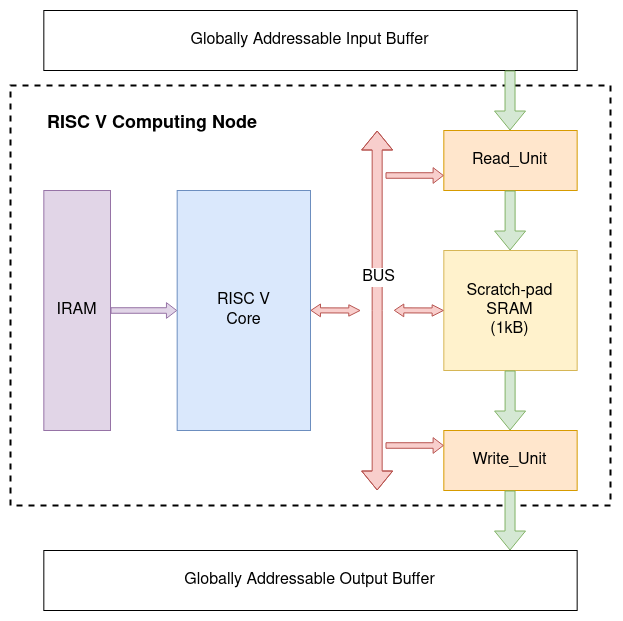 Globally Addressable Input Buffer
RISC V Computing Node
Read_Unit
BUS
IRAM
RISC V
Core
Scratch-pad
SRAM
(1kB)
Write_Unit
Globally Addressable Output Buffer